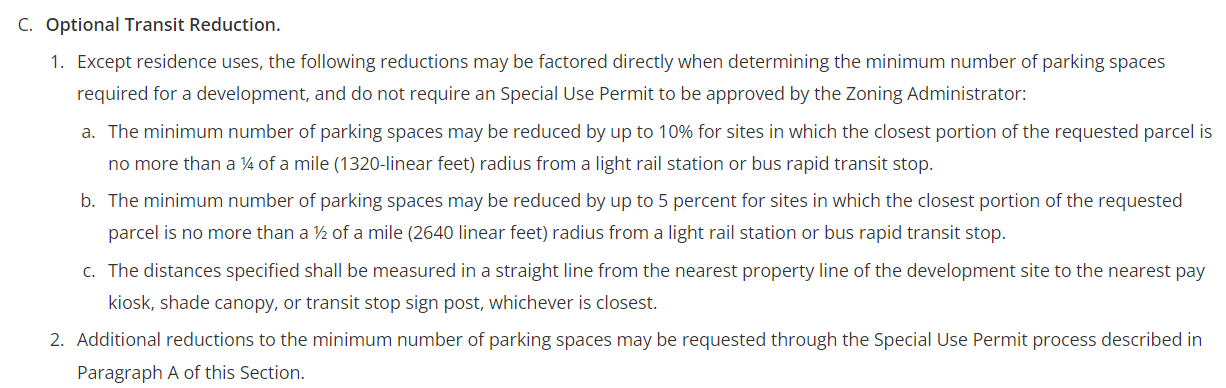 C. Optional Transit Reduction.
1. Except residence uses, the following reductions may be factored directly when determining the minimum number of parking spaces
required for a development, and do not require an Special Use Permit to be approved by the Zoning Administrator:
a. The minimum number of parking spaces may be reduced by up to 10% for sites in which the closest portion of the requested parcel is
no more than a ¼ of a mile (1320-linear feet) radius from a light rail station or bus rapid transit stop.
b. The minimum number of parking spaces may be reduced by up to 5 percent for sites in which the closest portion of the requested
parcel is no more than a ½ of a mile (2640 linear feet) radius from a light rail station or bus rapid transit stop.
c. The distances specified shall be measured in a straight line from the nearest property line of the development site to the nearest pay
kiosk, shade canopy, or transit stop sign post, whichever is closest.
2. Additional reductions to the minimum number of parking spaces may be requested through the Special Use Permit process described in
Paragraph A of this Section.